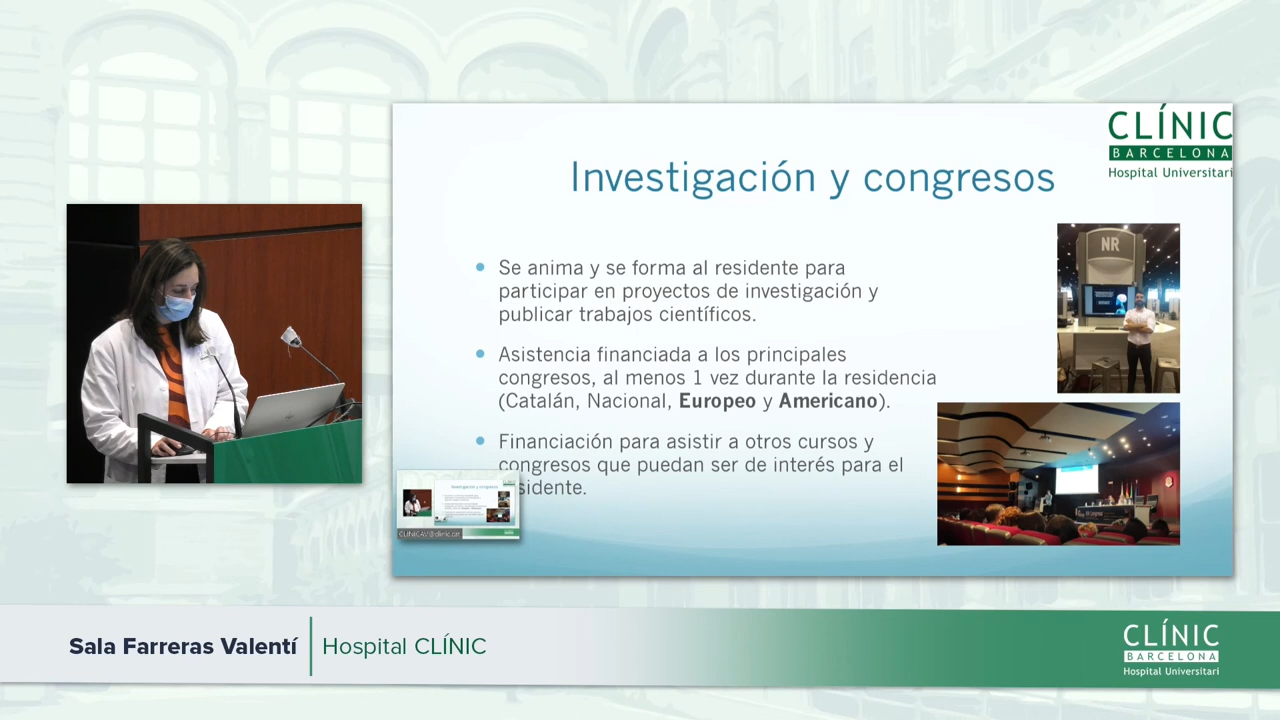 CLÍNIC
BARCELONA
Hospital Universitari
Investigación y congresos
NR
Se anima y se forma al residente para
participar en proyectos de investigación y
publicar trabajos científicos.
Asistencia financiada a los principales
congresos, al menos 1 vez durante la residencia
(Catalán, Nacional, Europeo y Americano).
Financiación para asistir a otros cursos y
congresos que puedan ser de interés para el
sidente.
Investigación y congresos
Sala Farreras Valentí
Hospital CLÍNIC
CLÍNIC
BARCELONA
Hospital Universitari